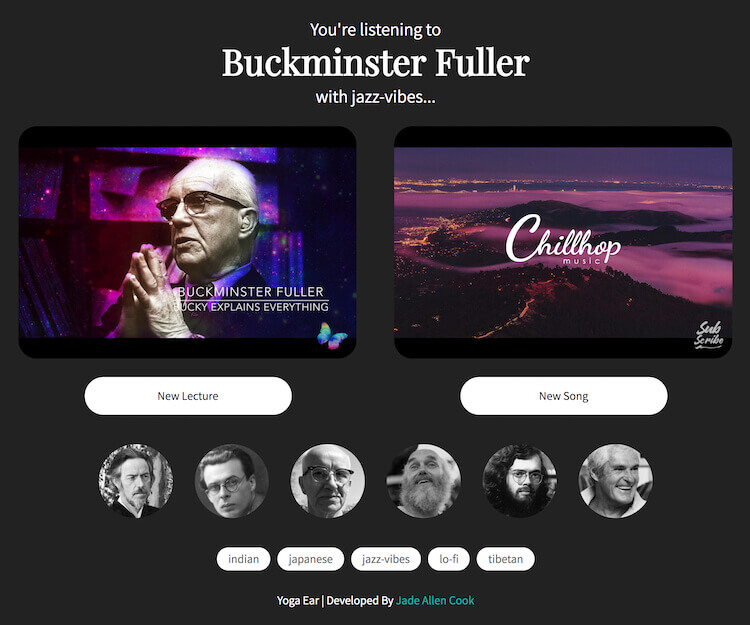 You're listening to
Buckminster Fuller
with jazz-vibes...
BUCKMINSTER FULLER
BUCKY EXPLAINS EVERYTHING
Chillhop
music
Sub
Scribe
New Lecture
New Song
indian
japanese
jazz-vibes
lo-fi
tibetan
Yoga Ear | Developed By Jade Allen Cook